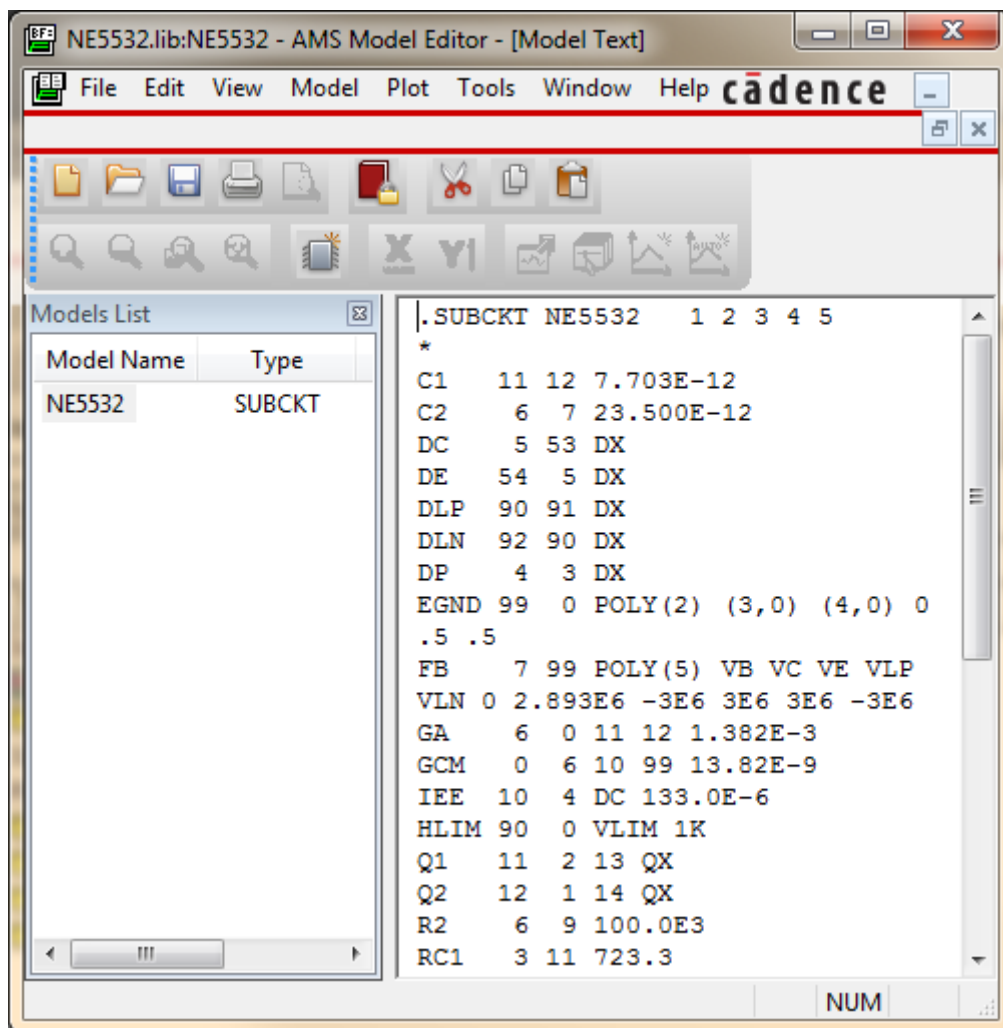 NE5532.lib:NE5532 - AMS Model Editor - [Model Text]
File Edit View Model Plot Tools Window Help cādence
Models List
Model Name Type
NE5532 SUBCKT
.SUBCKT NE5532 1 2 3 4 5
*
C1 11 12 7.703E-12
C2 6 7 23.500E-12
DC 5 53 DX
DE 54 5 DX
DLP 90 91 DX
DLN 92 90 DX
DP 4 3 DX
EGND 99 0 POLY(2) (3,0) (4,0) 0
.5 .5
FB 7 99 POLY(5) VB VC VE VLP
VLN 0 2.893E6 -3E6 3E6 3E6 -3E6
GA 6 0 11 12 1.382E-3
GCM 0 6 10 99 13.82E-9
IEE 10 4 DC 133.0E-6
HLIM 90 0 VLIM 1K
Q1 11 2 13 QX
Q2 12 1 14 QX
R2 6 9 100.0E3
RC1 3 11 723.3
NUM